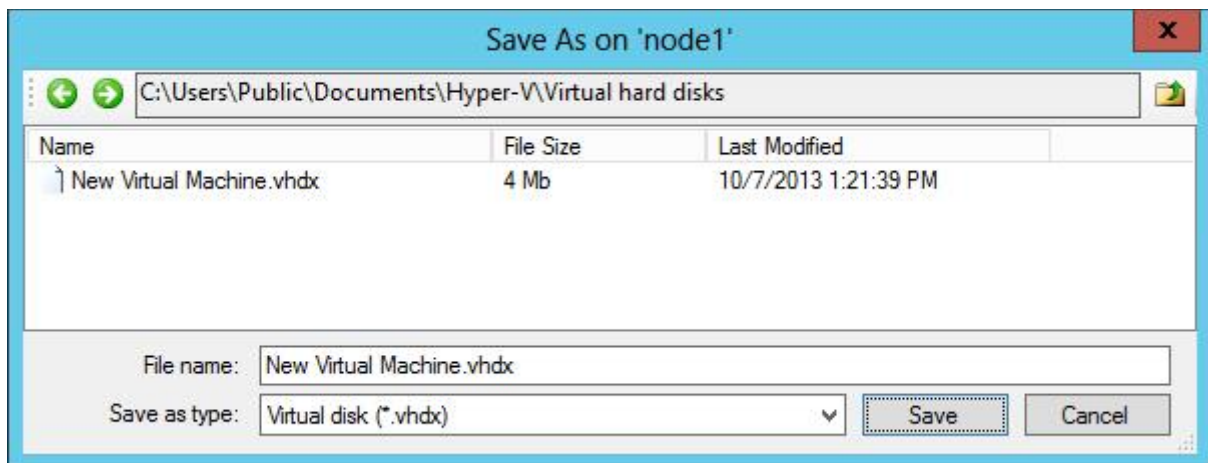 Save As on 'node1'
x
C:\Users\Public\Documents\Hyper-V\Virtual hard disks
Name File Size Last Modified
New Virtual Machine.vhdx 4 Mb 10/7/2013 1:21:39 PM
File name: New Virtual Machine.vhdx
Save as type: Virtual disk (*.vhdx) Save Cancel